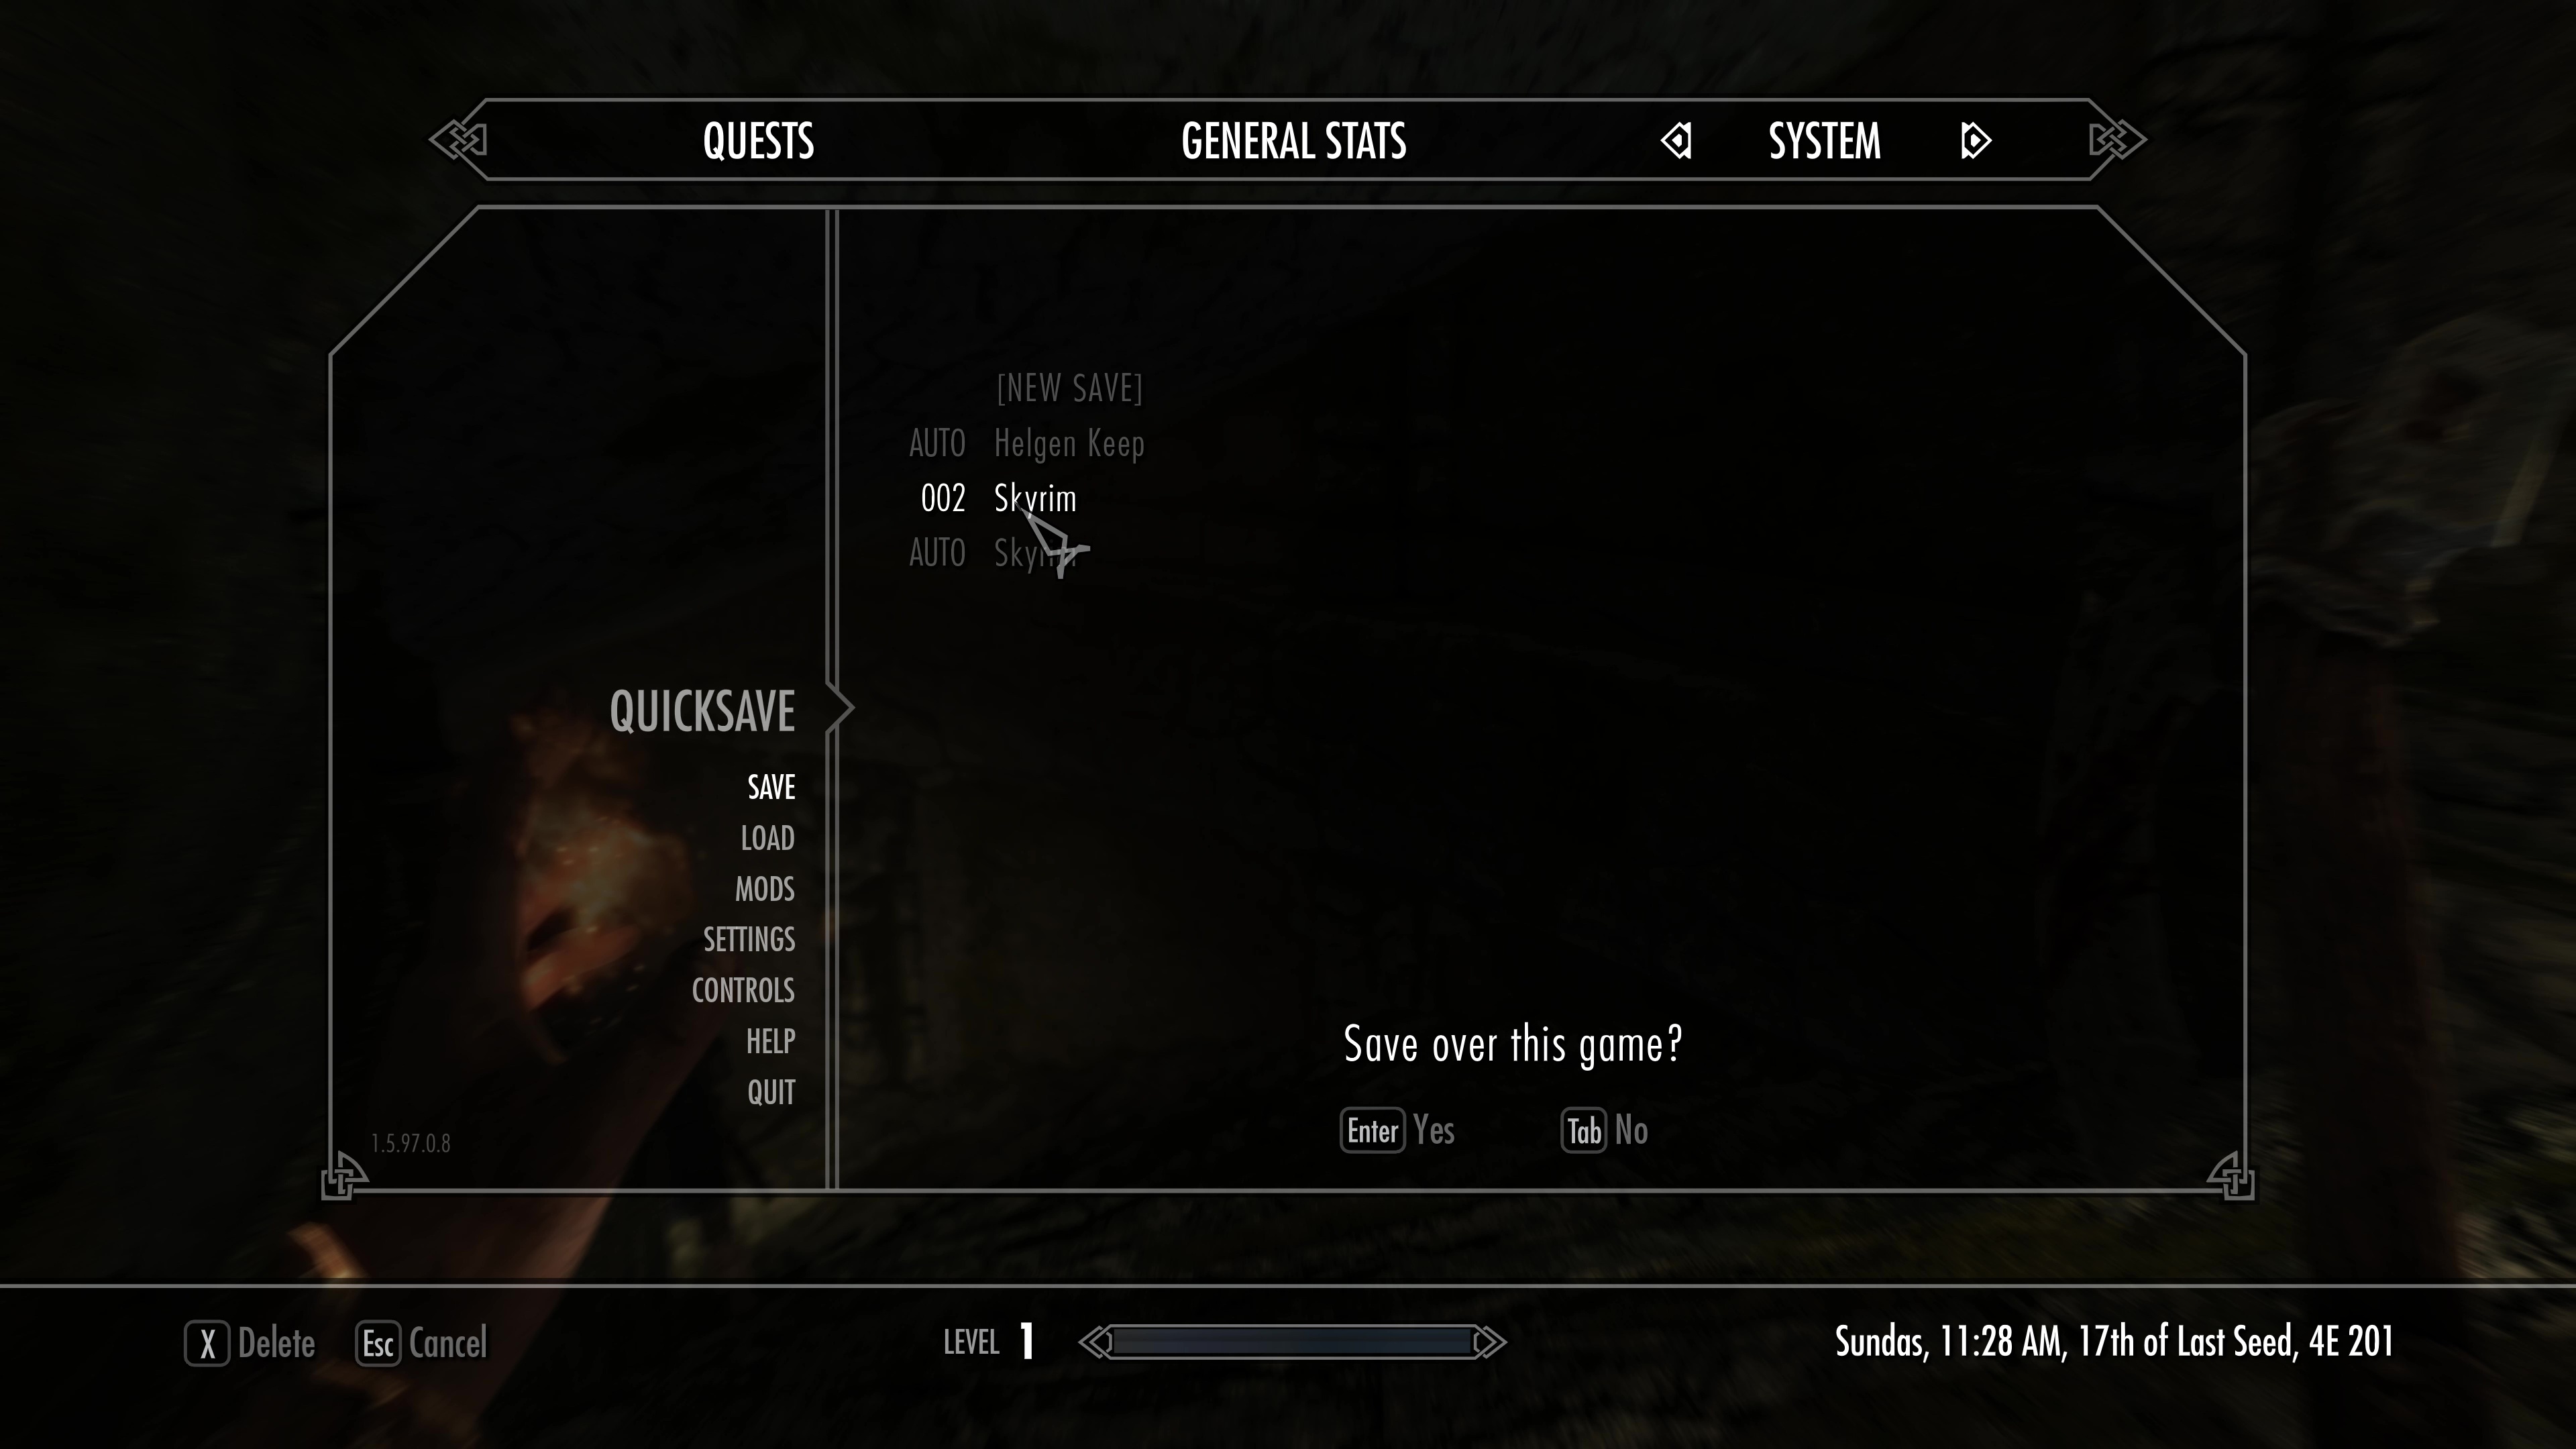 QUESTS GENERAL STATS SYSTEM
[NEW SAVE]
AUTO Helgen Keep
002 Skyrim
AUTO Skyrim
QUICKSAVE
SAVE
LOAD
MODS
SETTINGS
CONTROLS
HELP
QUIT
1.5.97.0.8
Save over this game?
Enter Yes Tab No
X Delete Esc Cancel LEVEL 1 Sundas, 11:28 AM, 17th of Last Seed, 4E 201